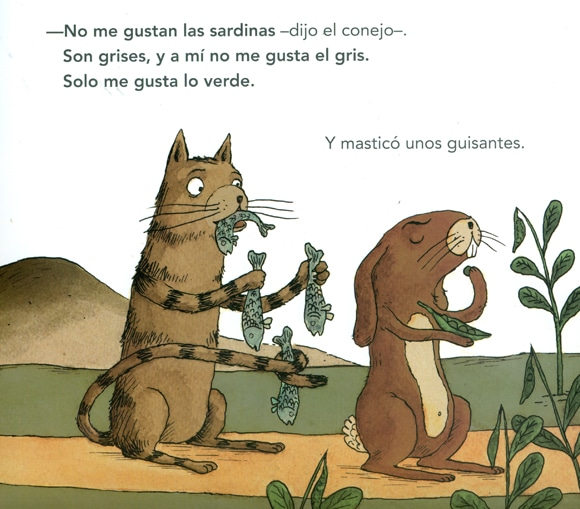 —No me gustan las sardinas –dijo el conejo–.
Son grises, y a mí no me gusta el gris.
Solo me gusta lo verde.
Y masticó unos guisantes.